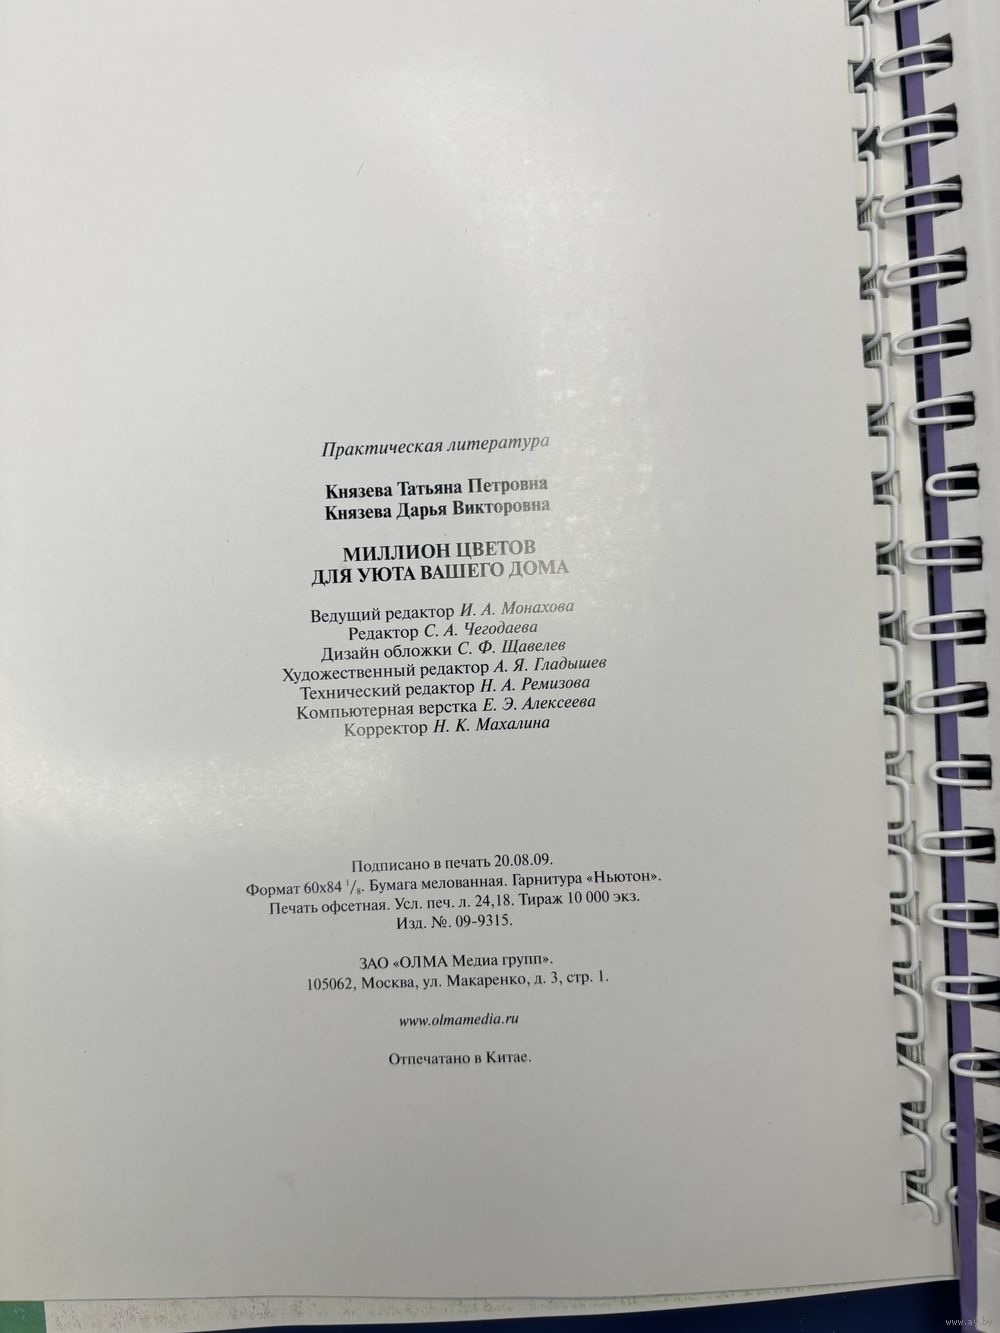 Практическая литература
Князева Татьяна Петровна
Князева Дарья Викторовна
МИЛЛИОН ЦВЕТОВ
ДЛЯ УЮТА ВАШЕГО ДОМА
Ведущий редактор И. А. Монахова
Редактор С. А. Чегодаева
Дизайн обложки С. Ф. Щавелев
Художественный редактор А. Я. Гладышев
Технический редактор Н. А. Ремизова
Компьютерная верстка Е. Э. Алексеева
Корректор Н. К. Махалина
Подписано в печать 20.08.09.
Формат 60х84 1/8. Бумага мелованная. Гарнитура «Ньютон».
Печать офсетная. Усл. печ. л. 24,18. Тираж 10 000 экз.
Изд. №. 09-9315.
ЗАО «ОЛМА Медиа групп».
105062, Москва, ул. Макаренко, д. 3, стр. 1.
www.olmamedia.ru
Отпечатано в Китае.
www.ay.by